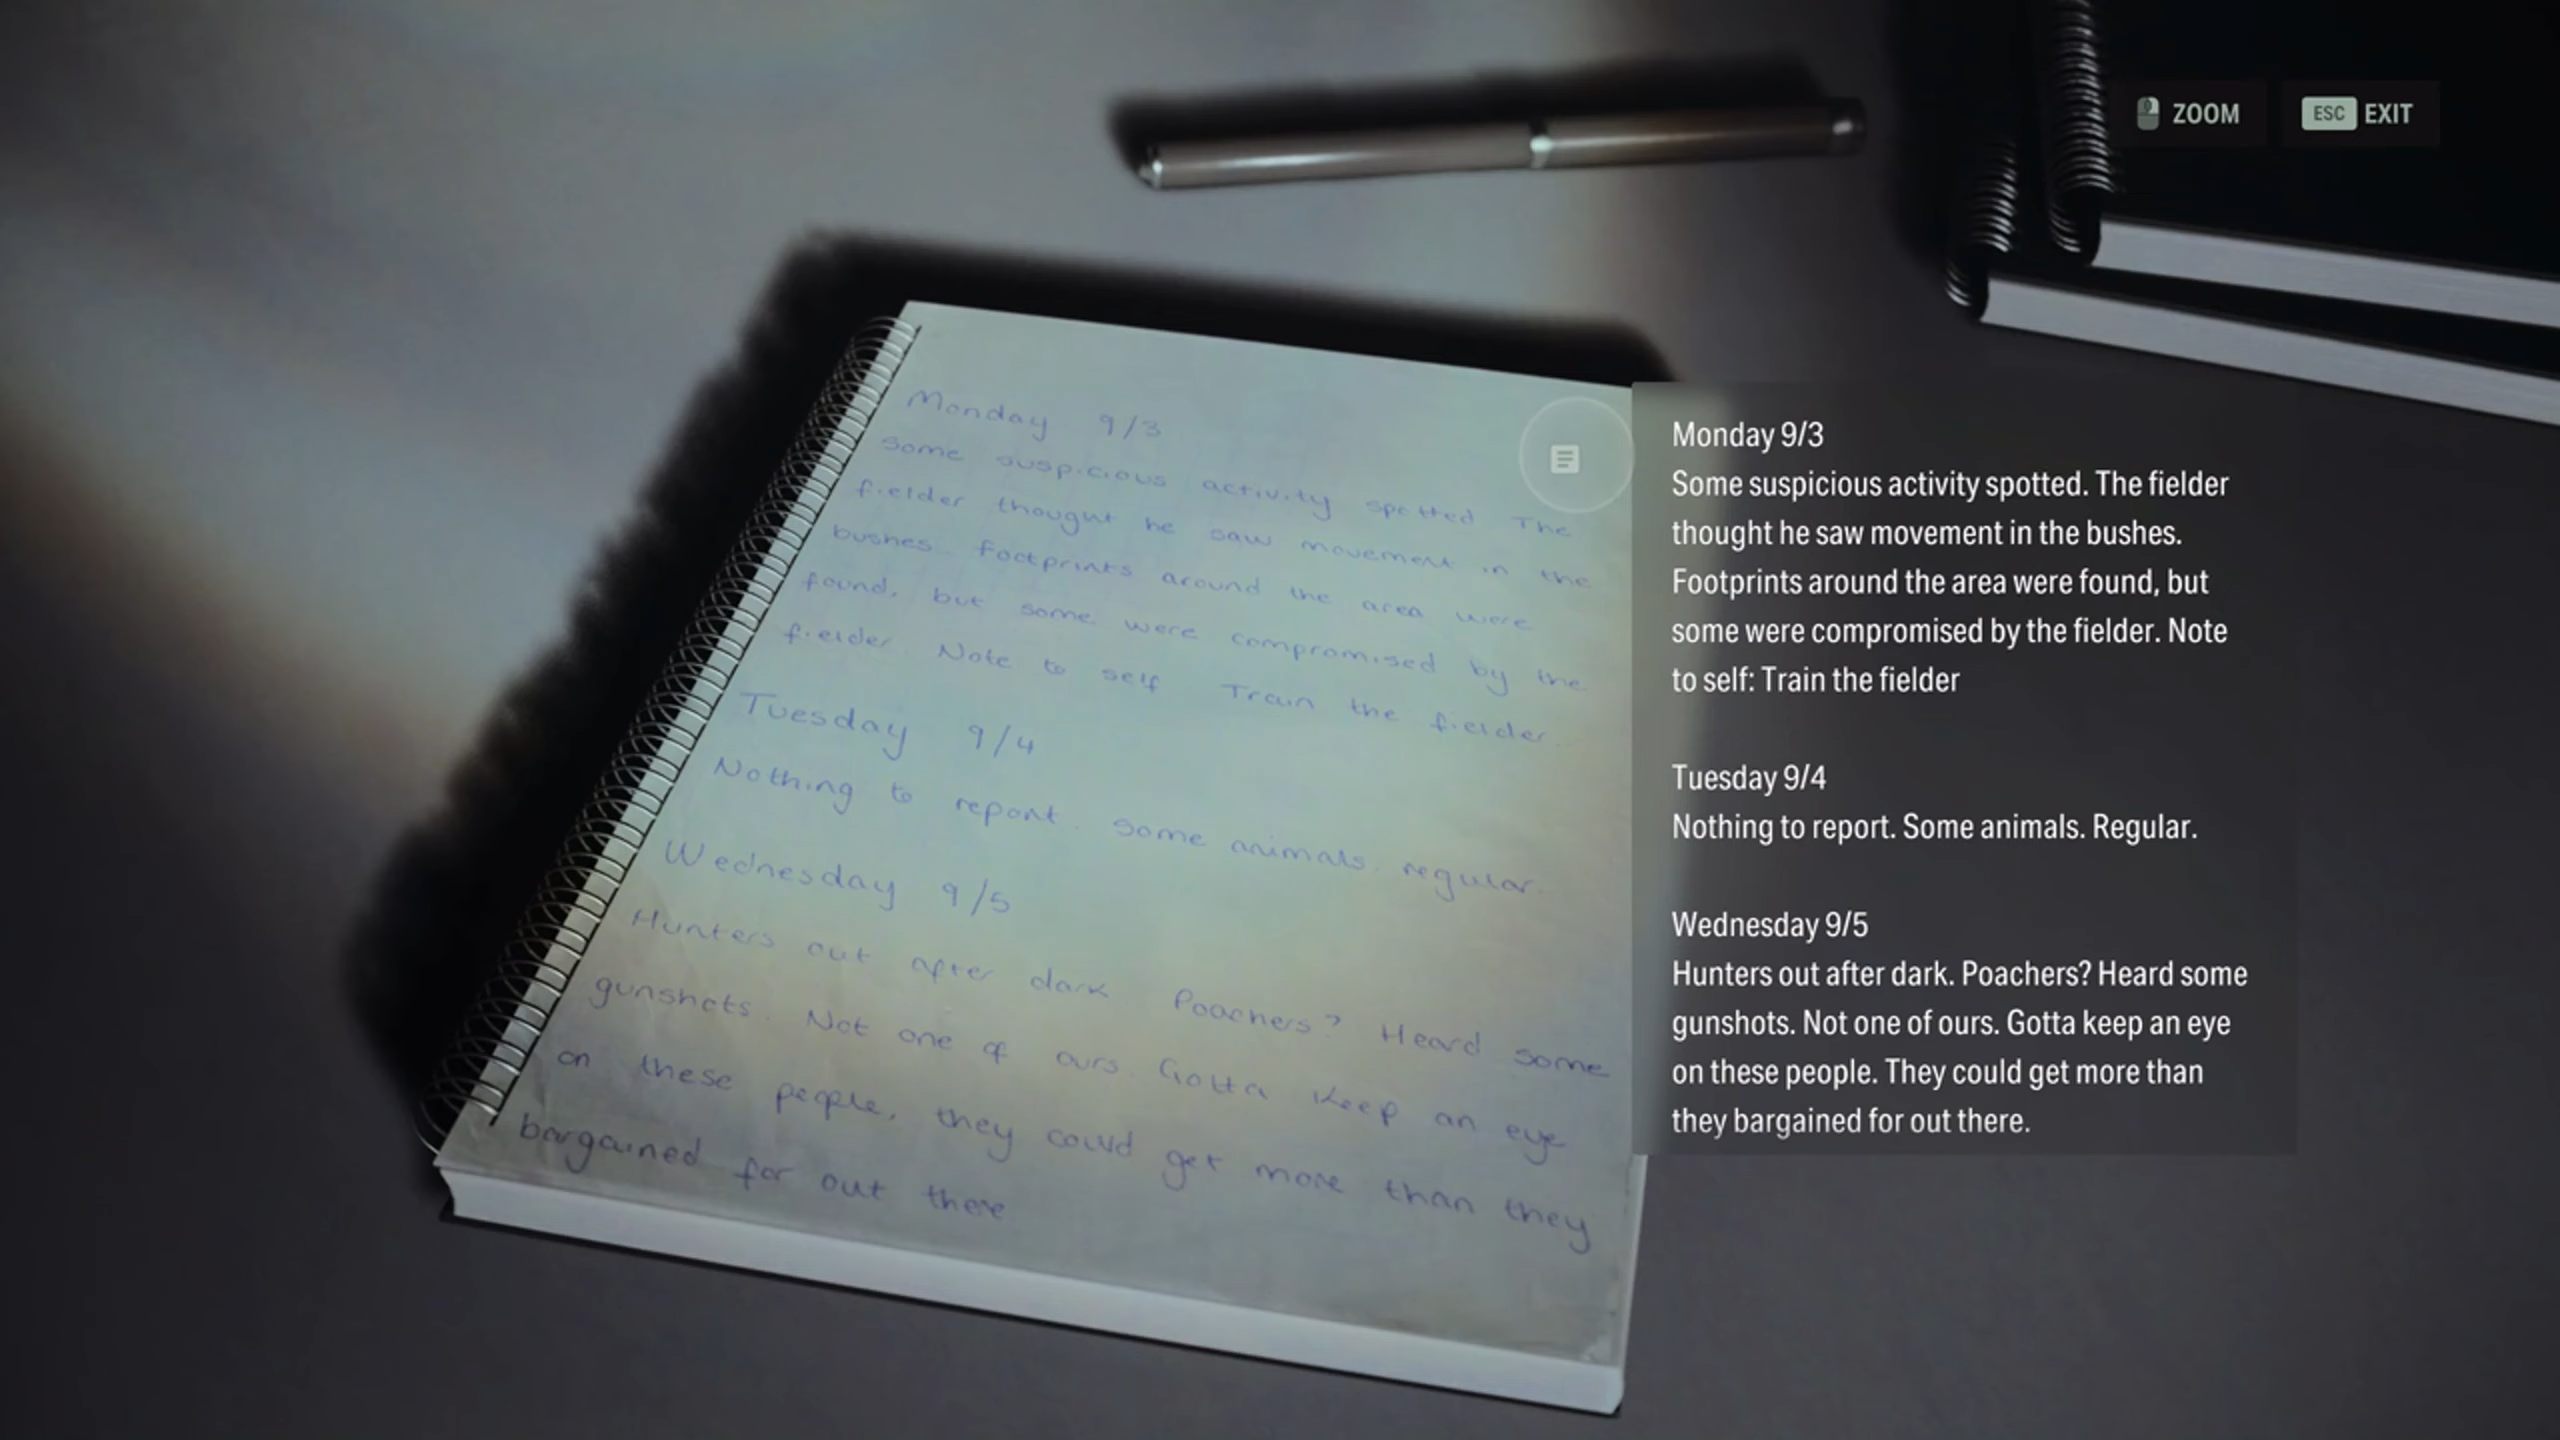 ZOOM
ESC EXIT
Monday 9/3
Some suspicious activity spotted The
fielder thought he saw movement in the
bushes. Footprints around the area were
found, but some were compromised by the
fielder. Note to self Train the fielder.
Tuesday 9/4
Nothing to report. Some animals. regular.
Wednesday 9/5
Hunters out after dark Poachers? Heard some
gunshots. Not one of ours. Gotta keep an eye
on these people, they could get more than they
bargained for out there
Monday 9/3
Some suspicious activity spotted. The fielder
thought he saw movement in the bushes.
Footprints around the area were found, but
some were compromised by the fielder. Note
to self: Train the fielder
Tuesday 9/4
Nothing to report. Some animals. Regular.
Wednesday 9/5
Hunters out after dark. Poachers? Heard some
gunshots. Not one of ours. Gotta keep an eye
on these people. They could get more than
they bargained for out there.